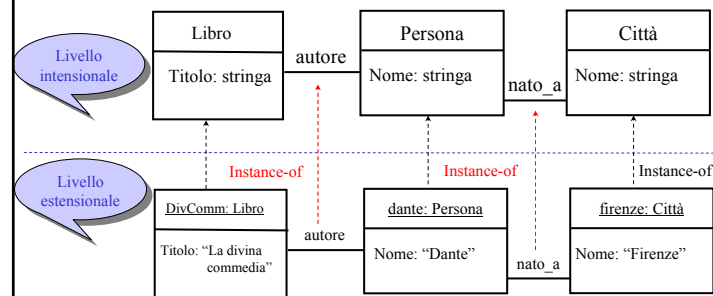 Livello
intensionale
Libro
Titolo: stringa
autore
Persona
Nome: stringa
nato_a
Città
Nome: stringa
Livello
estensionale
Instance-of
Instance-of
Instance-of
DivComm: Libro
Titolo: “La divina
commedia”
autore
dante: Persona
Nome: “Dante”
nato_a
firenze: Città
Nome: “Firenze”